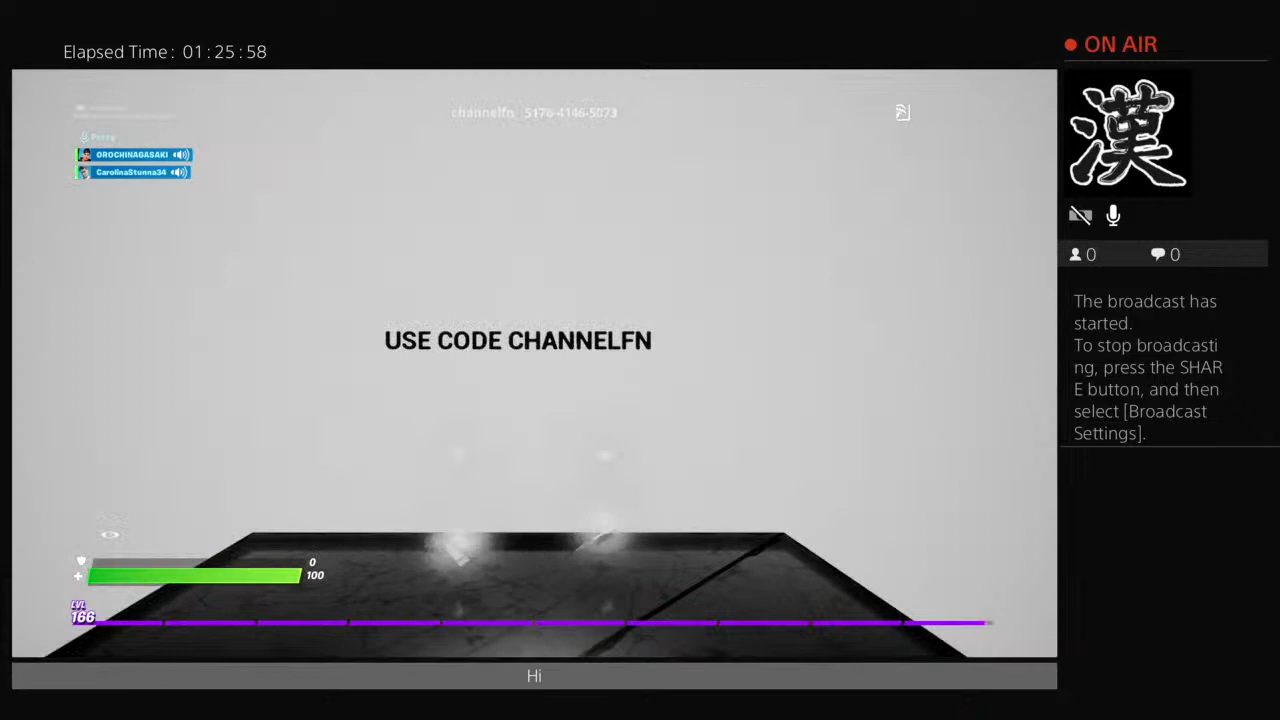 Elapsed Time: 01:25:58
ON AIR
channelfn 5170-4146-5073
Party
OROCHINAGASAKI
CarolinaStunna34
漢
0 0
The broadcast has
started.
To stop broadcasti
ng, press the SHAR
E button, and then
select [Broadcast
Settings].
USE CODE CHANNELFN
0
100
LVL
166
Hi